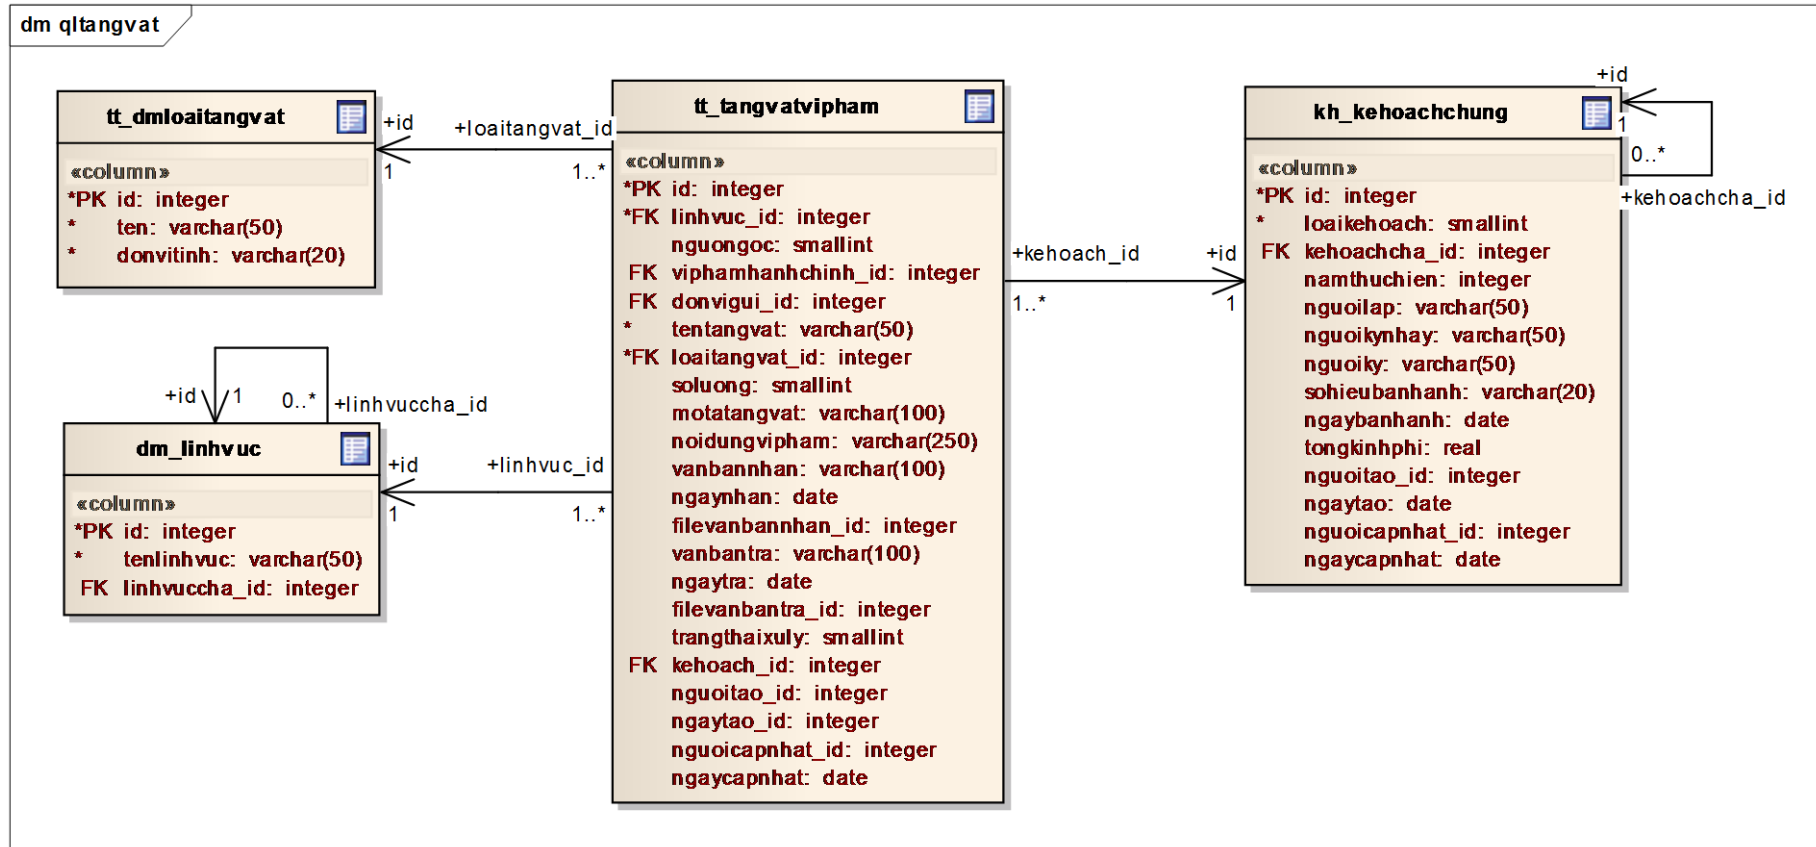 dm qltangvat
tt_dmloaitangvat
«column»
*PK id: integer
* ten: varchar(50)
* donvitinh: varchar(20)
+id
1
+loaitangvat_id
1..*
+id
1
0..*
+linhvuccha_id
dm_linhvuc
«column»
*PK id: integer
* tenlinhvuc: varchar(50)
FK linhvuccha_id: integer
+id
1
+linhvuc_id
1..*
tt_tangvatvipham
«column»
*PK id: integer
*FK linhvuc_id: integer
nguongoc: smallint
FK viphamhanhchinh_id: integer
FK donvigui_id: integer
* tentangvat: varchar(50)
*FK loaitangvat_id: integer
soluong: smallint
motatangvat: varchar(100)
noidungvipham: varchar(250)
vanbannhan: varchar(100)
ngaynhan: date
filevanbannhan_id: integer
vanbantra: varchar(100)
ngaytra: date
filevanbantra_id: integer
trangthaixuly: smallint
FK kehoach_id: integer
nguoitao_id: integer
ngaytao_id: integer
nguoicapnhat_id: integer
ngaycapnhat: date
+kehoach_id
1..*
+id
1
kh_kehoachchung
«column»
*PK id: integer
* loaikehoach: smallint
FK kehoachcha_id: integer
namthuchien: integer
nguoilap: varchar(50)
nguoikynhay: varchar(50)
nguoiky: varchar(50)
sohieubanhanh: varchar(20)
ngaybanhanh: date
tongkinhphi: real
nguoitao_id: integer
ngaytao: date
nguoicapnhat_id: integer
ngaycapnhat: date
+id
1
0..*
+kehoachcha_id